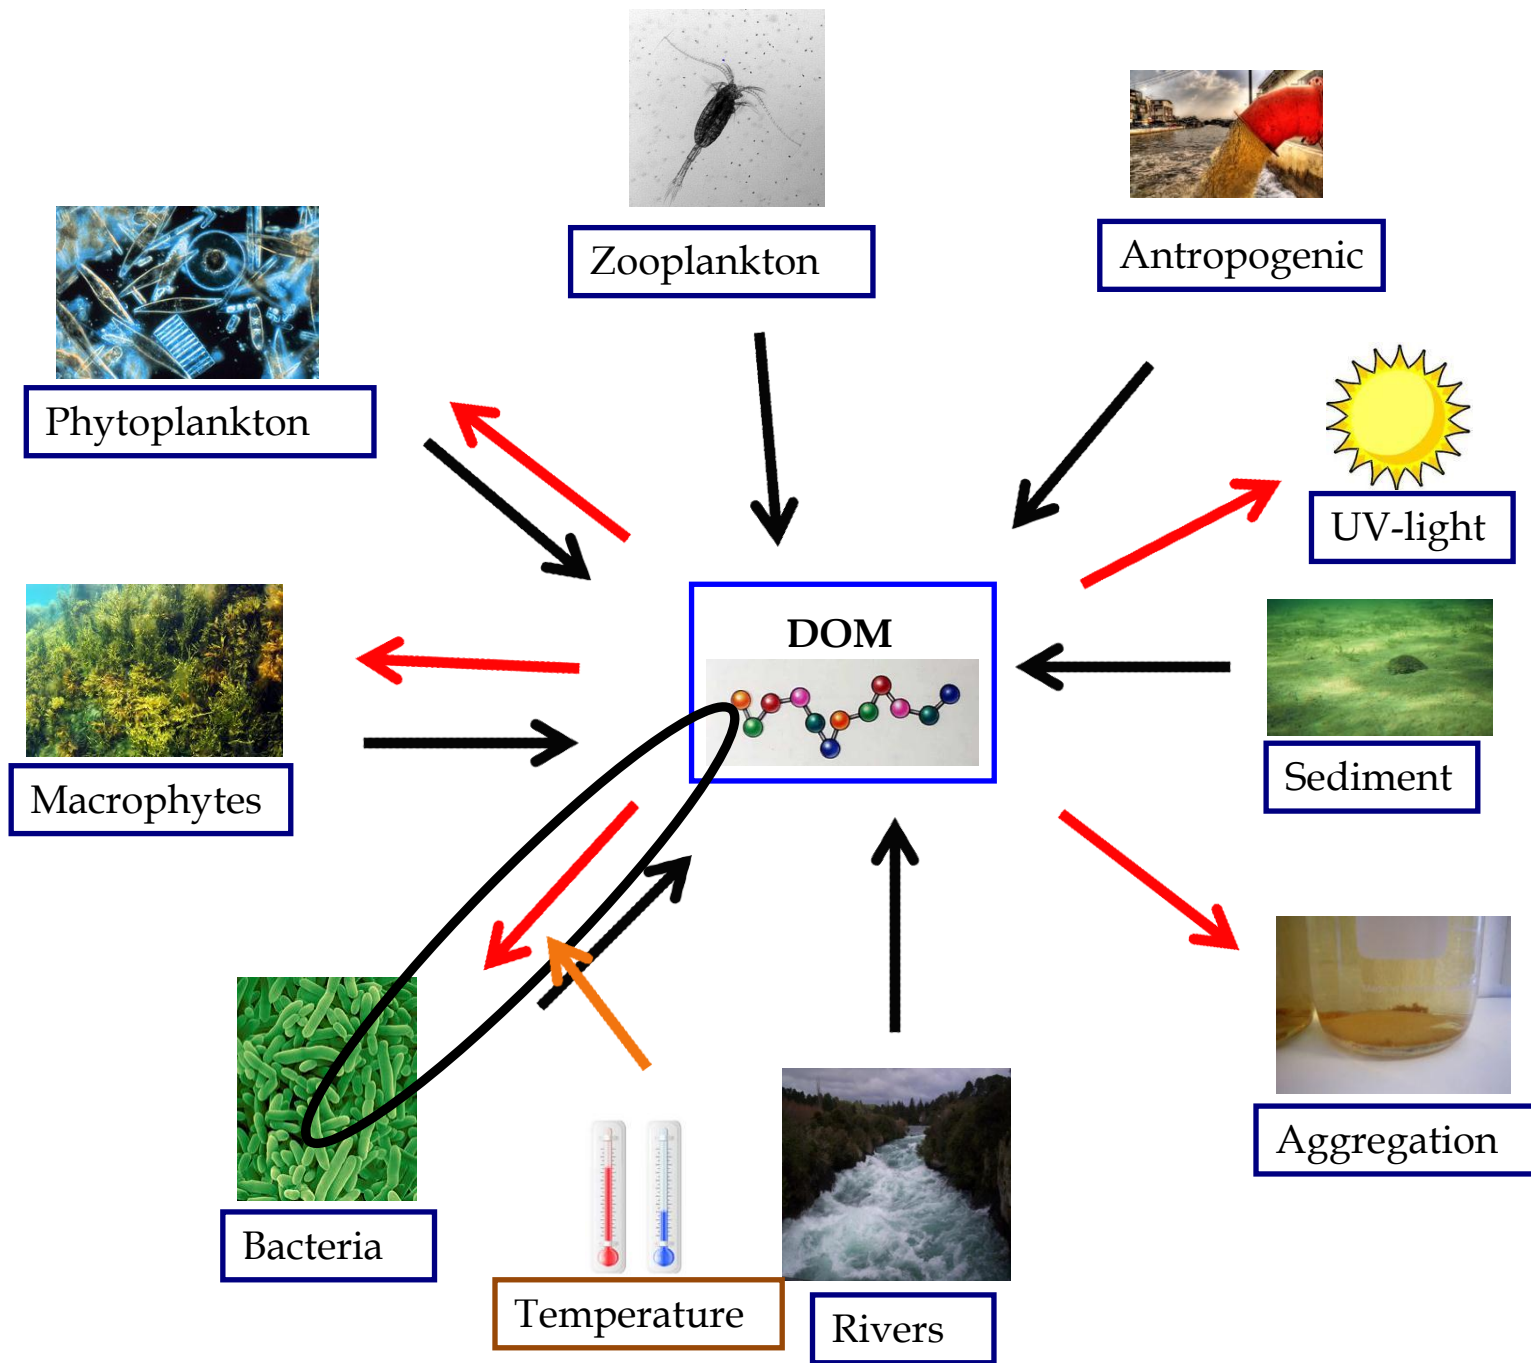 Zooplankton
Antropogenic
Phytoplankton
UV-light
DOM
Macrophytes
Sediment
Aggregation
Bacteria
Temperature
Rivers